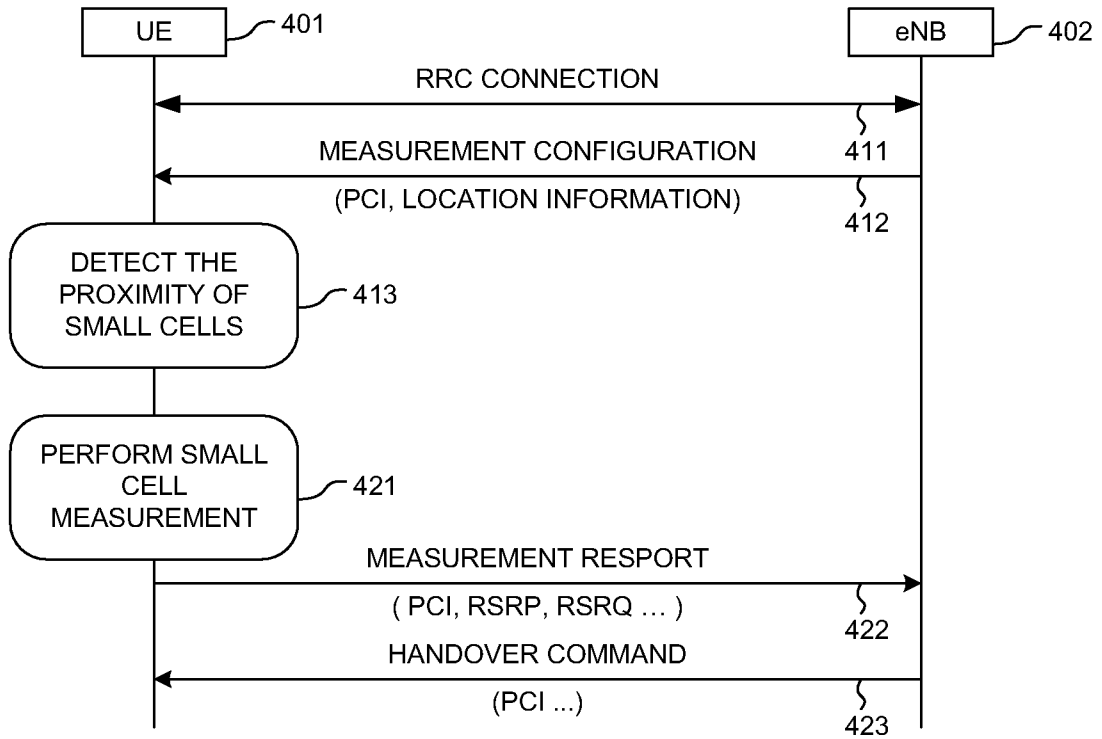 UE 401 eNB 402
RRC CONNECTION
411
MEASUREMENT CONFIGURATION
(PCI, LOCATION INFORMATION)
412
DETECT THE
PROXIMITY OF
SMALL CELLS
413
PERFORM SMALL
CELL
MEASUREMENT
421
MEASUREMENT RESPORT
( PCI, RSRP, RSRQ ... )
422
HANDOVER COMMAND
(PCI ...)
423